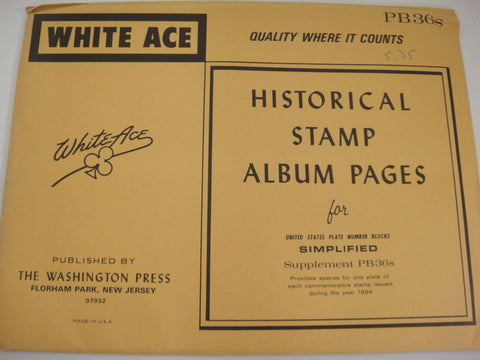 PB36s
WHITE ACE
QUALITY WHERE IT COUNTS
5.35
HISTORICAL
STAMP
ALBUM PAGES
for
UNITED STATES PLATE NUMBER BLOCKS
SIMPLIFIED
Supplement PB36s
Provides spaces for one plate of
each commemorative stamp issued
during the year 1984
White Ace
PUBLISHED BY
THE WASHINGTON PRESS
FLORHAM PARK, NEW JERSEY
07932
MADE IN U.S.A.